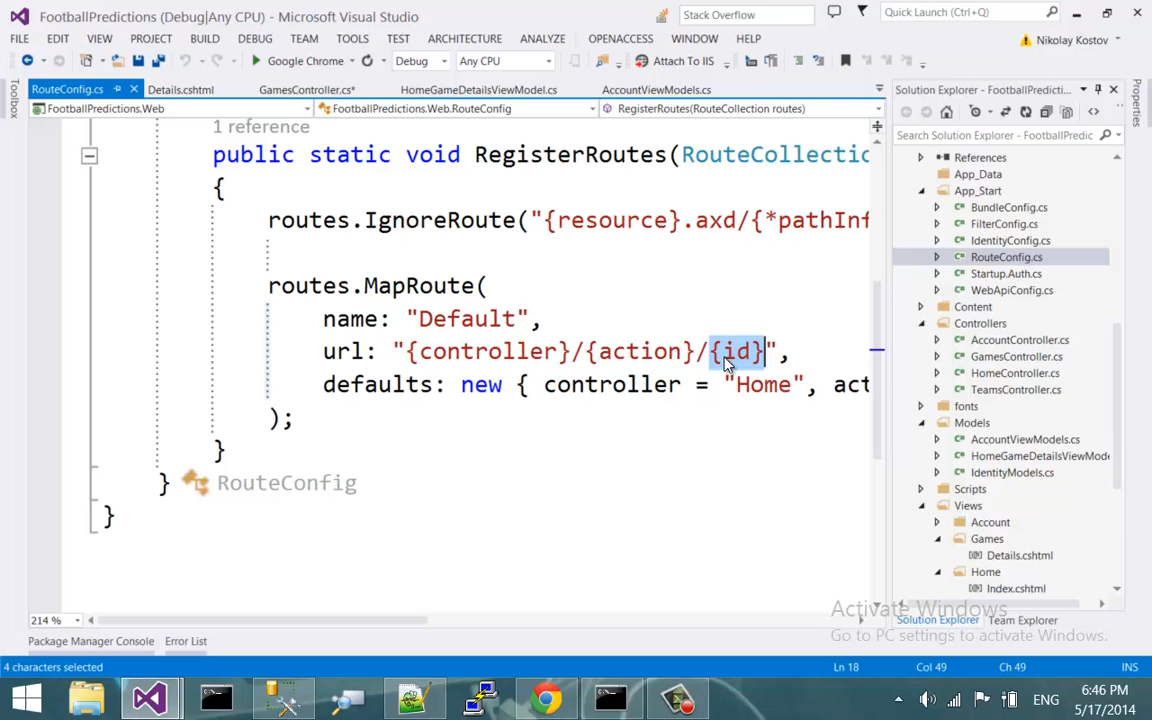 FootballPredictions (Debug|Any CPU) - Microsoft Visual Studio
Stack Overflow
Quick Launch (Ctrl+Q)
FILE EDIT VIEW PROJECT BUILD DEBUG TEAM TOOLS TEST ARCHITECTURE ANALYZE OPENACCESS WINDOW HELP
Nikolay Kostov
Google Chrome Debug Any CPU Attach To IIS
Toolbox
RouteConfig.cs Details.cshtml GamesController.cs* HomeGameDetailsViewModel.cs AccountViewModels.cs
FootballPredictions.Web FootballPredictions.Web.RouteConfig RegisterRoutes(RouteCollection routes)
1 reference
public static void RegisterRoutes(RouteCollectio
{
routes.IgnoreRoute("{resource}.axd/{*pathInf
routes.MapRoute(
name: "Default",
url: "{controller}/{action}/{id}",
defaults: new { controller = "Home", act
);
}
} RouteConfig
}
214 %
Package Manager Console Error List
Solution Explorer - FootballPredicti...
Search Solution Explorer - FootballPredic
References
App_Data
App_Start
BundleConfig.cs
FilterConfig.cs
IdentityConfig.cs
RouteConfig.cs
Startup.Auth.cs
WebApiConfig.cs
Content
Controllers
AccountController.cs
GamesController.cs
HomeController.cs
TeamsController.cs
fonts
Models
AccountViewModels.cs
HomeGameDetailsViewMode
IdentityModels.cs
Scripts
Views
Account
Games
Details.cshtml
Home
Index.cshtml
Solution Explorer Team Explorer
Properties
Activate Windows
Go to PC settings to activate Windows.
4 characters selected Ln 18 Col 49 Ch 49 INS
ENG
6:46 PM
5/17/2014